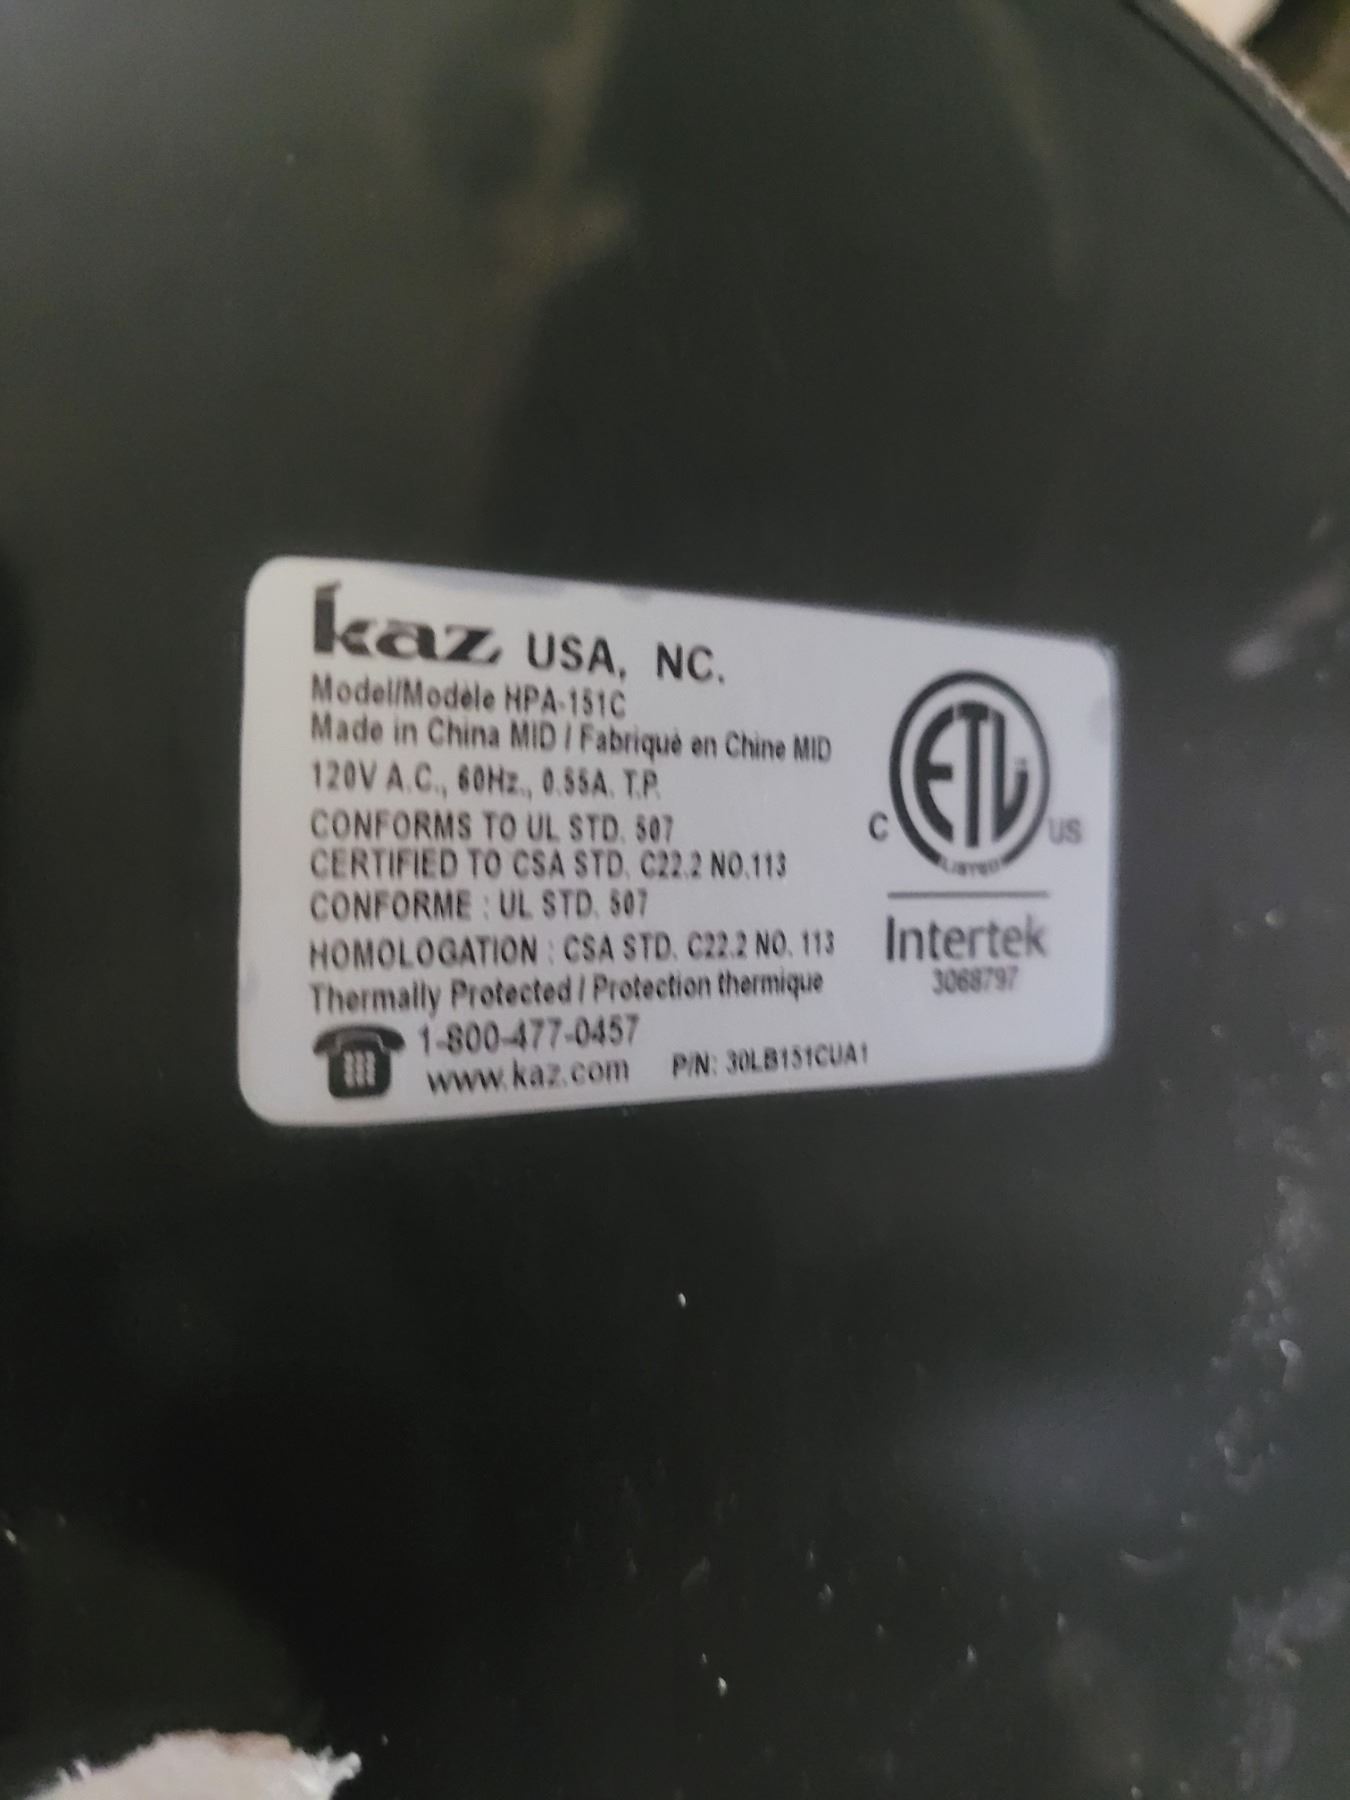 kaz USA, NC.
Model/Modèle HPA-151C
Made in China MID / Fabriqué en Chine MID
120V A.C., 60Hz., 0.55A. T.P.
CONFORMS TO UL STD. 507
CERTIFIED TO CSA STD. C22.2 NO.113
CONFORME : UL STD. 507
HOMOLOGATION : CSA STD. C22.2 NO. 113
Thermally Protected / Protection thermique
1-800-477-0457
www.kaz.com P/N: 30LB151CUA1
ETL
C US
LISTED
Intertek
3068797